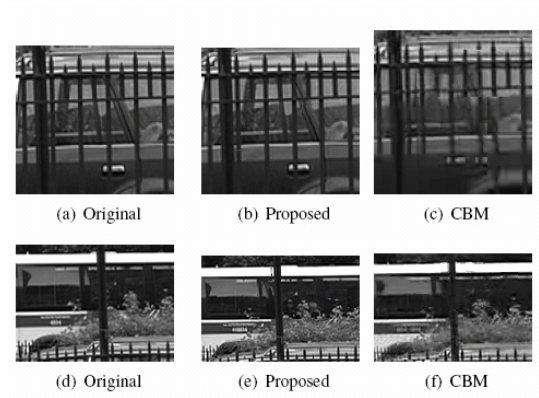 (a) Original
(b) Proposed
(c) CBM
(d) Original
(e) Proposed
(f) CBM